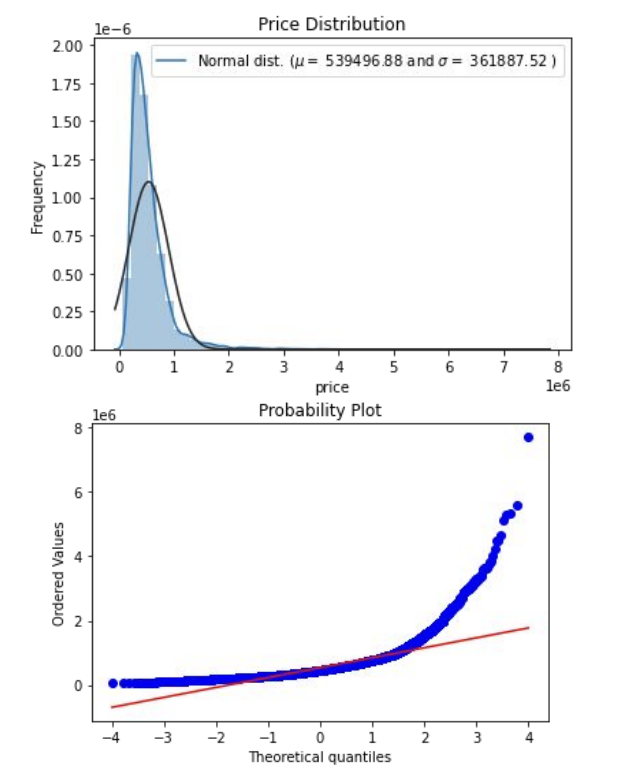 Price Distribution
1e−6
Normal dist. (μ = 539496.88 and σ = 361887.52 )
2.00
1.75
1.50
1.25
1.00
0.75
0.50
0.25
0.00
Frequency
0 1 2 3 4 5 6 7 8
price
1e6
Probability Plot
1e6
8
6
4
2
0
Ordered Values
−4 −3 −2 −1 0 1 2 3 4
Theoretical quantiles